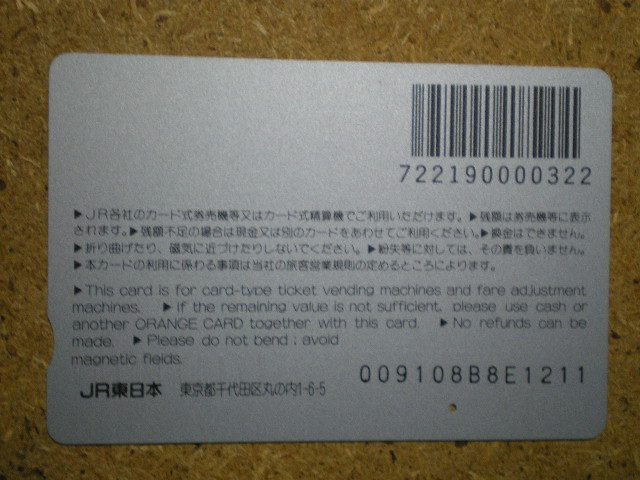 722190000322
▶JR各社のカード式券売機等又はカード式精算機でご利用いただけます。▶残額は券売機等に表示
されます。▶残額不足の場合は現金又は別のカードをあわせてご利用ください。▶換金はできません。
▶折り曲げたり、磁気に近づけたりしないでください。▶紛失等に対しては、その責を負いません。
▶本カードの利用に係わる事項は当社の旅客営業規則の定めるところによります。
▶This card is for card-type ticket vending machines and fare adjustment
machines. ▶If the remaining value is not sufficient, please use cash or
another ORANGE CARD together with this card. ▶No refunds can be
made. ▶Please do not bend; avoid
magnetic fields.
009108B8E1211
JR東日本 東京都千代田区丸の内1-6-5